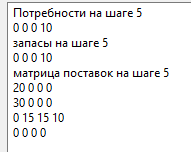 Потребности на шаге 5
0 0 0 10
запасы на шаге 5
0 0 0 10
матрица поставок на шаге 5
20 0 0 0
30 0 0 0
0 15 15 10
0 0 0 0